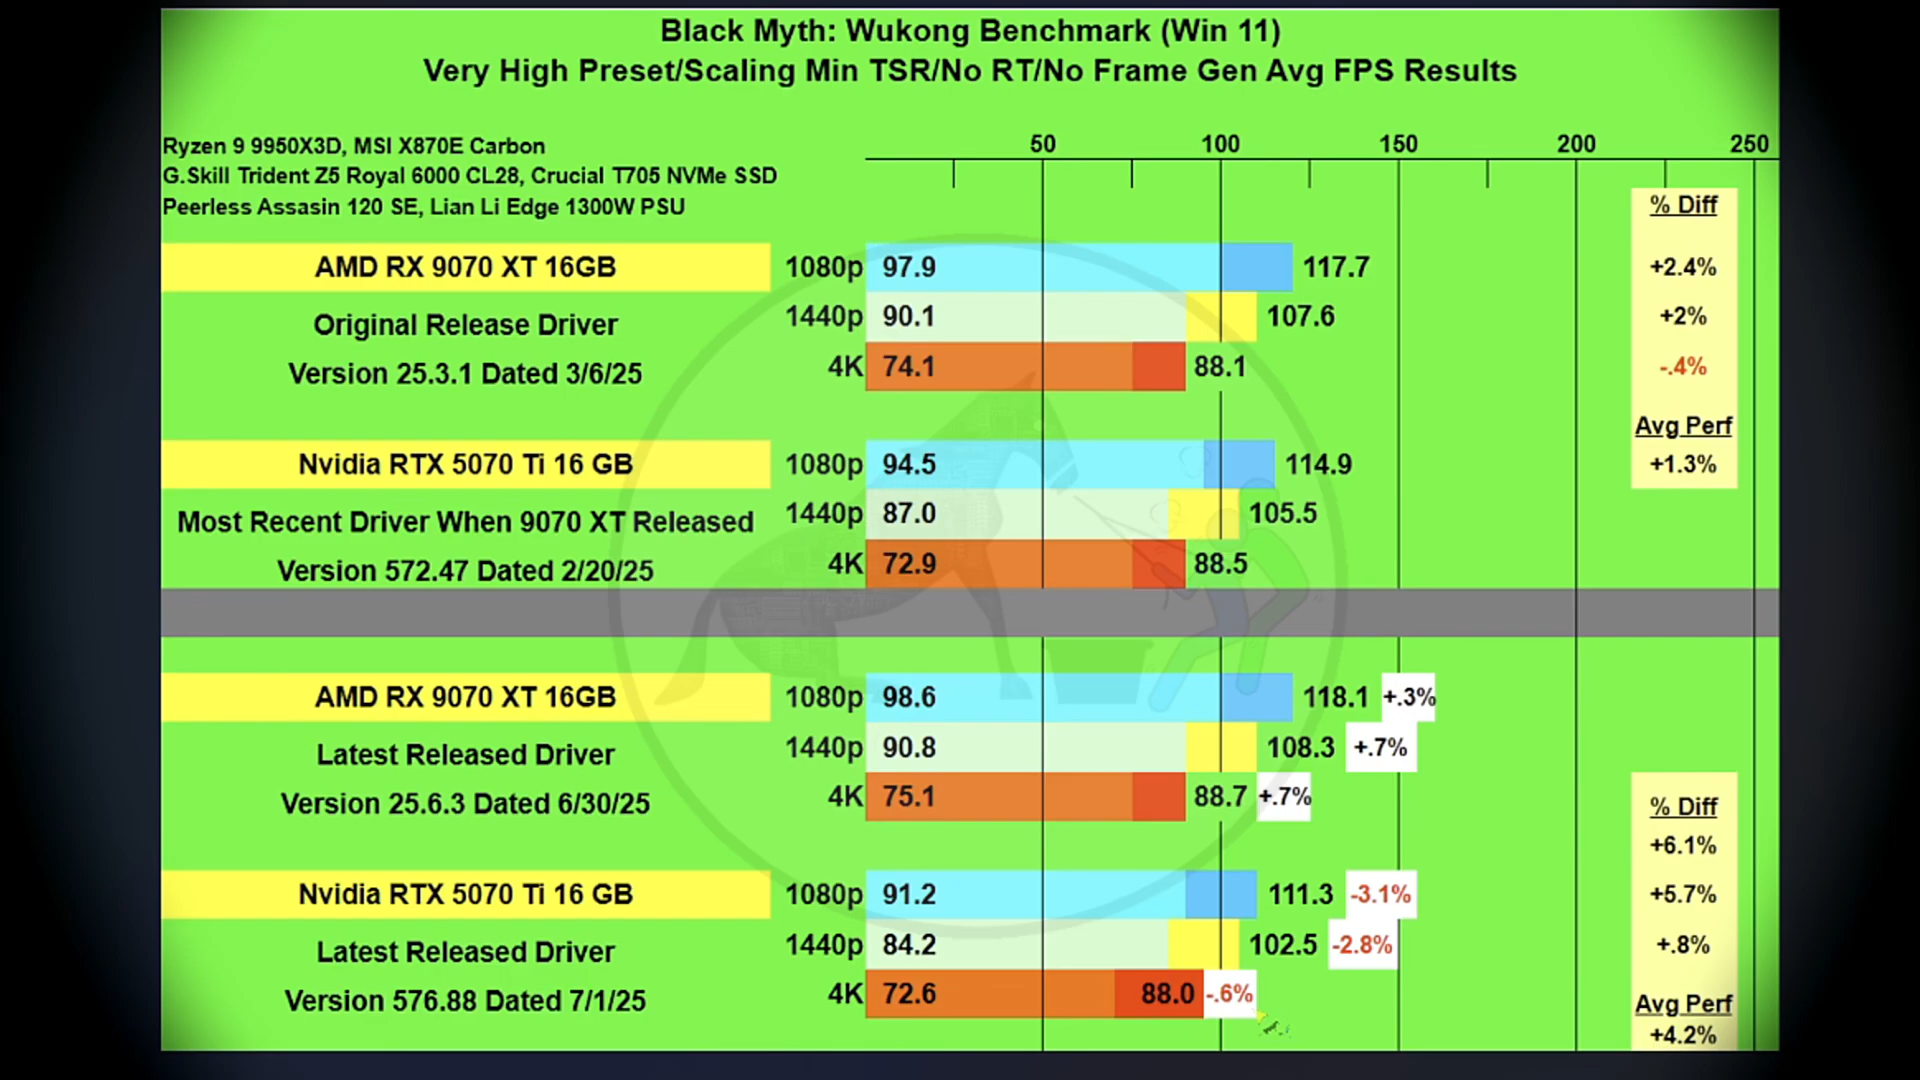 Black Myth: Wukong Benchmark (Win 11)
Very High Preset/Scaling Min TSR/No RT/No Frame Gen Avg FPS Results
Ryzen 9 9950X3D, MSI X870E Carbon
G.Skill Trident Z5 Royal 6000 CL28, Crucial T705 NVMe SSD
Peerless Assasin 120 SE, Lian Li Edge 1300W PSU
50 100 150 200 250
% Diff
AMD RX 9070 XT 16GB 1080p 97.9 117.7 +2.4%
Original Release Driver 1440p 90.1 107.6 +2%
Version 25.3.1 Dated 3/6/25 4K 74.1 88.1 -.4%
Avg Perf
Nvidia RTX 5070 Ti 16 GB 1080p 94.5 114.9 +1.3%
Most Recent Driver When 9070 XT Released 1440p 87.0 105.5
Version 572.47 Dated 2/20/25 4K 72.9 88.5
AMD RX 9070 XT 16GB 1080p 98.6 118.1 +.3%
Latest Released Driver 1440p 90.8 108.3 +.7%
Version 25.6.3 Dated 6/30/25 4K 75.1 88.7 +.7%
% Diff
+6.1%
Nvidia RTX 5070 Ti 16 GB 1080p 91.2 111.3 -3.1% +5.7%
Latest Released Driver 1440p 84.2 102.5 -2.8% +.8%
Version 576.88 Dated 7/1/25 4K 72.6 88.0 -.6% Avg Perf
+4.2%